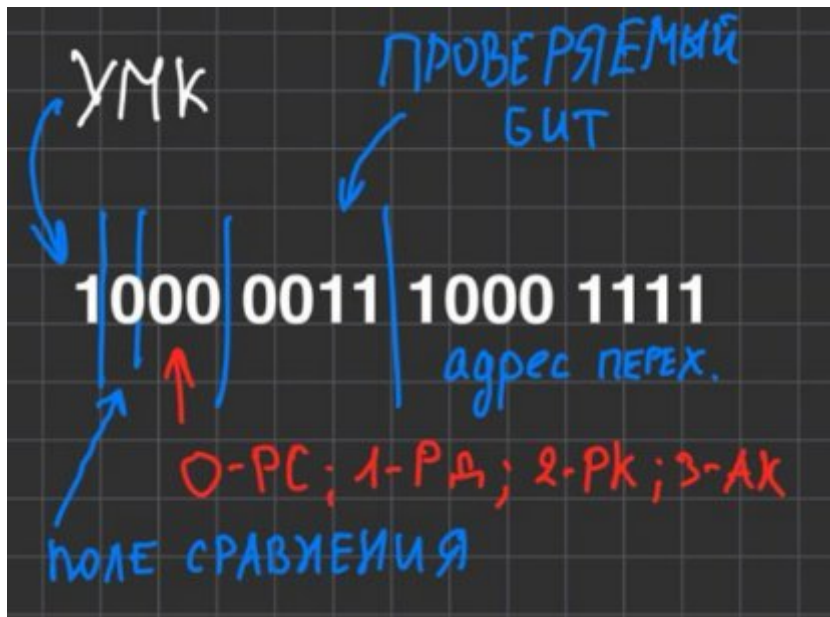 УМК
ПРОВЕРЯЕМЫЙ
БИТ
1000 0011 1000 1111
адрес ПЕРЕХ.
0-РС; 1-РД; 2-РК; 3-АК
ПОЛЕ СРАВНЕНИЯ